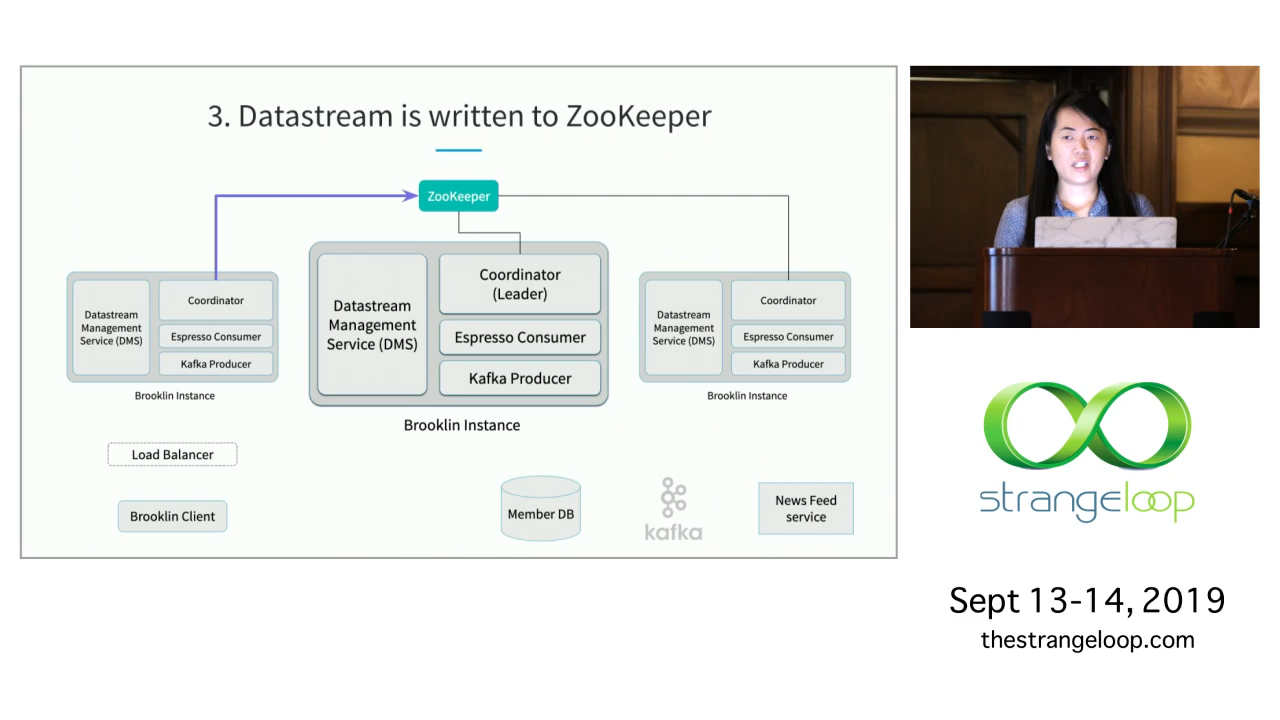 3. Datastream is written to ZooKeeper
ZooKeeper
Datastream
Management
Service (DMS)
Coordinator
Espresso Consumer
Kafka Producer
Brooklin Instance
Datastream
Management
Service (DMS)
Coordinator
(Leader)
Espresso Consumer
Kafka Producer
Brooklin Instance
Datastream
Management
Service (DMS)
Coordinator
Espresso Consumer
Kafka Producer
Brooklin Instance
Load Balancer
Brooklin Client
Member DB
kafka
News Feed
service
strangeloop
Sept 13-14, 2019
thestrangeloop.com